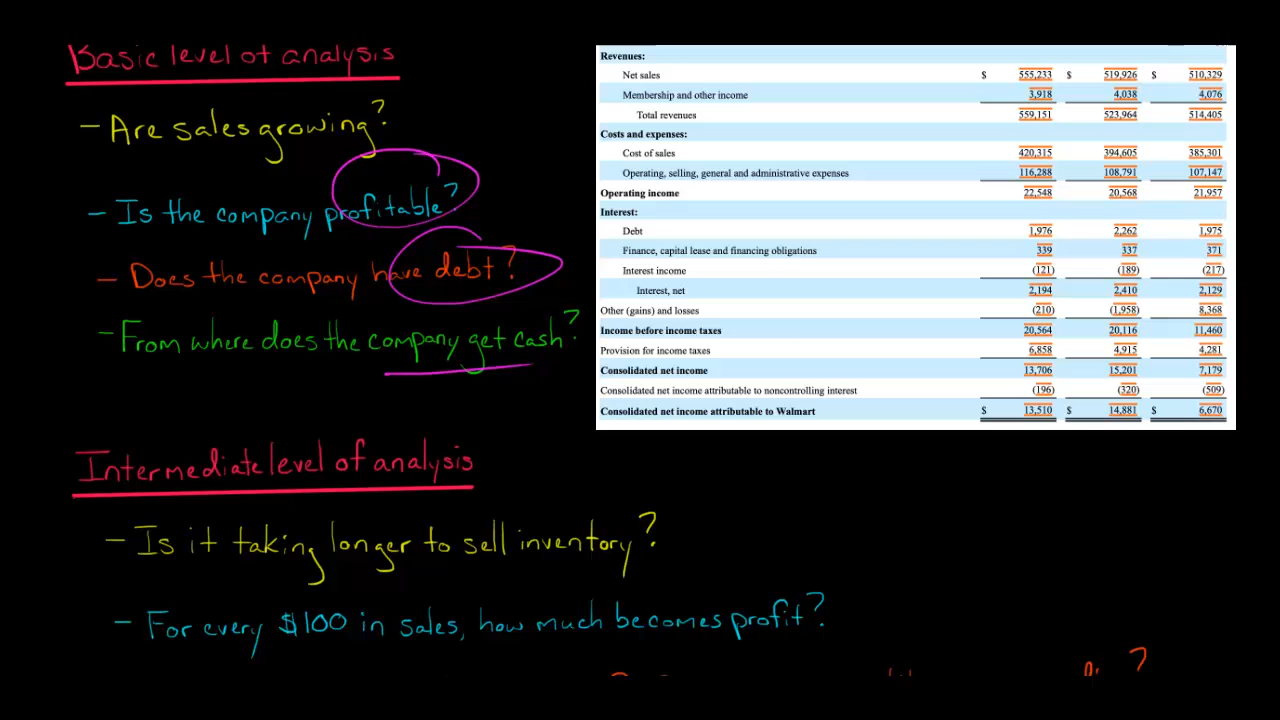 Basic level of analysis
- Are sales growing?
- Is the company profitable?
- Does the company have debt?
- From where does the company get cash?
Revenues:
Net sales $ 555,233 $ 519,926 $ 510,329
Membership and other income 3,918 4,038 4,076
Total revenues 559,151 523,964 514,405
Costs and expenses:
Cost of sales 420,315 394,605 385,301
Operating, selling, general and administrative expenses 116,288 108,791 107,147
Operating income 22,548 20,568 21,957
Interest:
Debt 1,976 2,262 1,975
Finance, capital lease and financing obligations 339 337 371
Interest income (121) (189) (217)
Interest, net 2,194 2,410 2,129
Other (gains) and losses (210) (1,958) 8,368
Income before income taxes 20,564 20,116 11,460
Provision for income taxes 6,858 4,915 4,281
Consolidated net income 13,706 15,201 7,179
Consolidated net income attributable to noncontrolling interest (196) (320) (509)
Consolidated net income attributable to Walmart $ 13,510 $ 14,881 $ 6,670
Intermediate level of analysis
- Is it taking longer to sell inventory?
- For every $100 in sales, how much becomes profit?